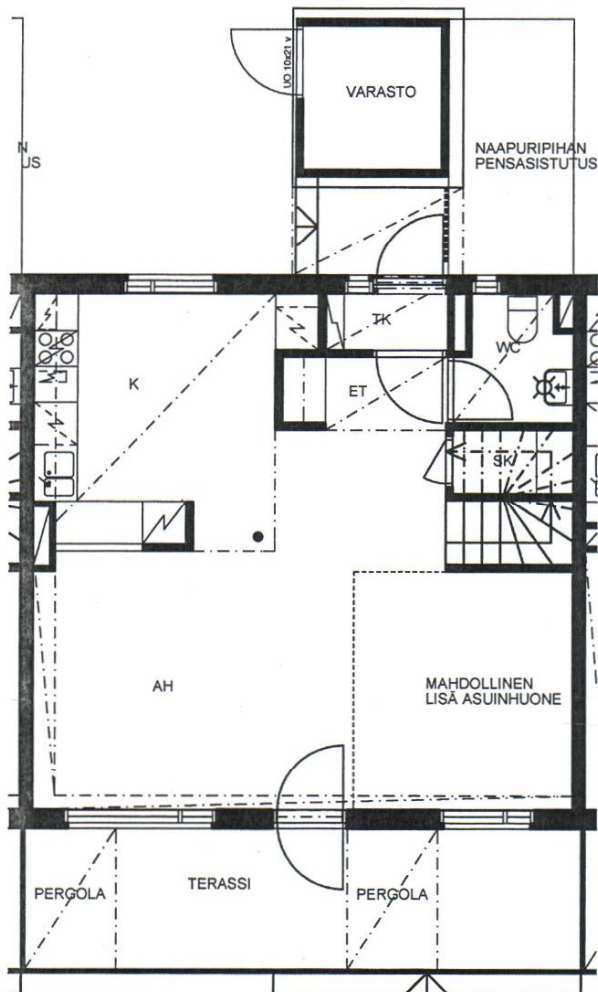 UO 10x21 v
VARASTO
N
US
NAAPURIPIHAN
PENSASISTUTUS
TK
WC
K
ET
SK
AH
MAHDOLLINEN
LISÄ ASUINHUONE
PERGOLA
TERASSI
PERGOLA